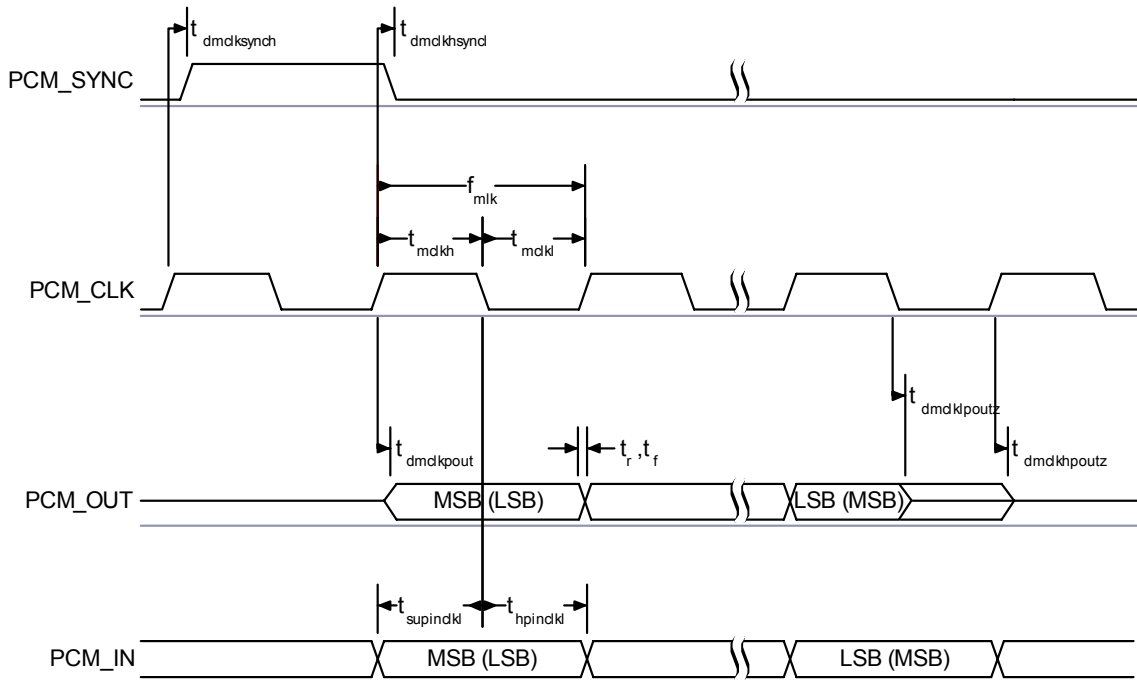 t dmclksynch
t dmclkhsyncl
PCM_SYNC
f mlk
t mclkh
t mclkl
PCM_CLK
t dmclklpoutz
t dmclkpout
t r ,t f
t dmclkhpoutz
PCM_OUT
MSB (LSB)
LSB (MSB)
t supinclkl
t hpinclkl
PCM_IN
MSB (LSB)
LSB (MSB)